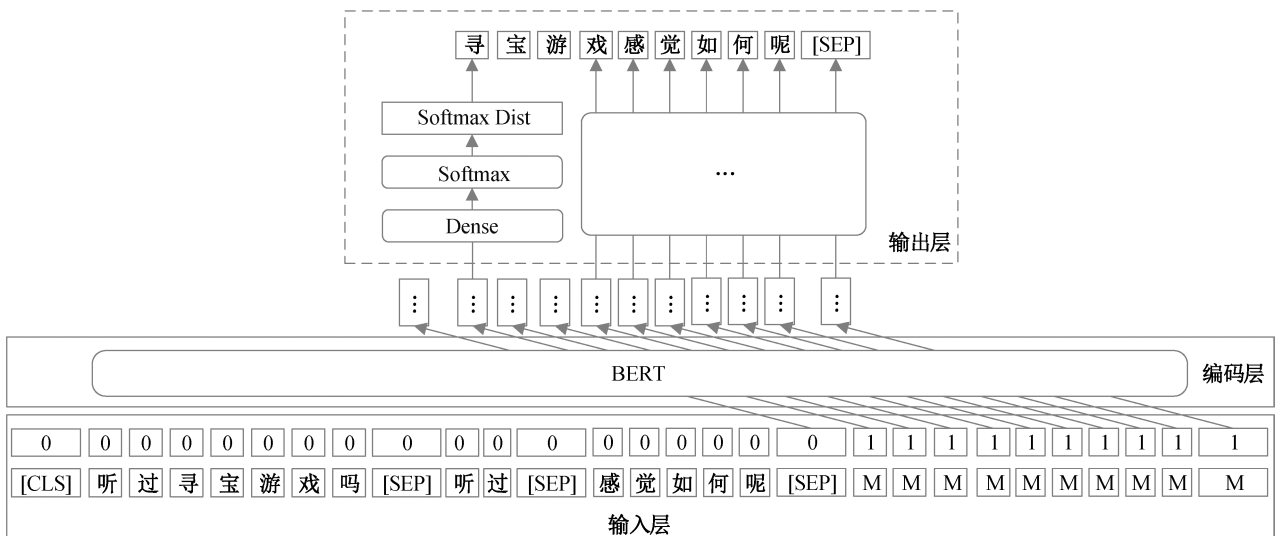 寻 宝 游 戏 感 觉 如 何 呢 [SEP]
Softmax Dist
Softmax
...
Dense
输出层
⋮ ⋮ ⋮ ⋮ ⋮ ⋮ ⋮ ⋮ ⋮ ⋮ ⋮
BERT
编码层
0 0 0 0 0 0 0 0 0 0 0 0 0 0 0 0 0 0 1 1 1 1 1 1 1 1 1 1
[CLS] 听 过 寻 宝 游 戏 吗 [SEP] 听 过 [SEP] 感 觉 如 何 呢 [SEP] M M M M M M M M M M
输入层